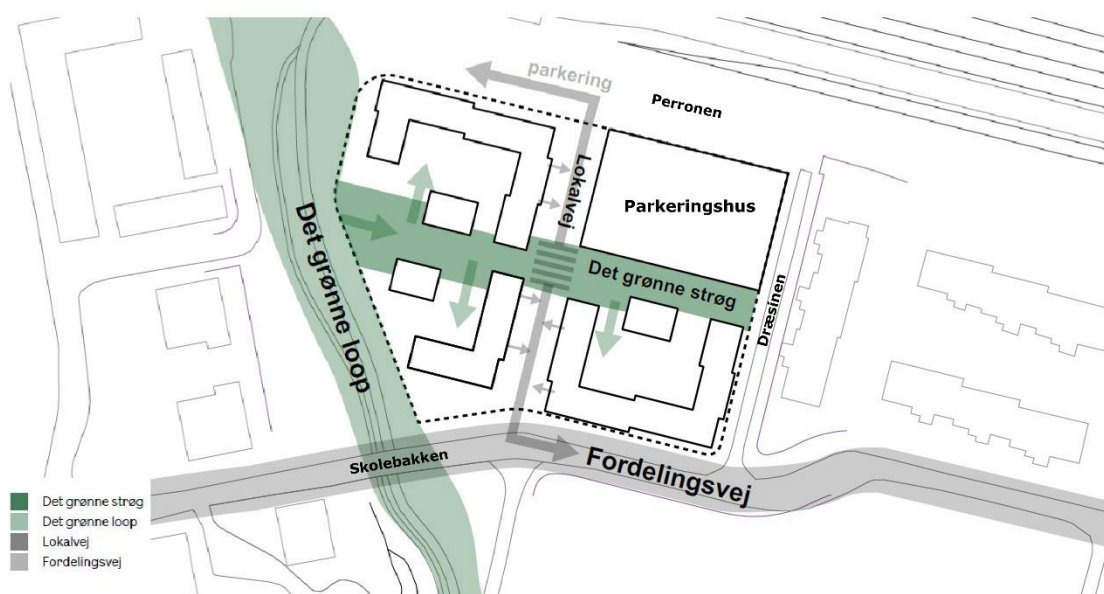 parkering
Perronen
Lokalvej
Parkeringshus
Det grønne loop
Det grønne strøg
Dræsinen
Skolebakken
Fordelingsvej
Det grønne strøg
Det grønne loop
Lokalvej
Fordelingsvej